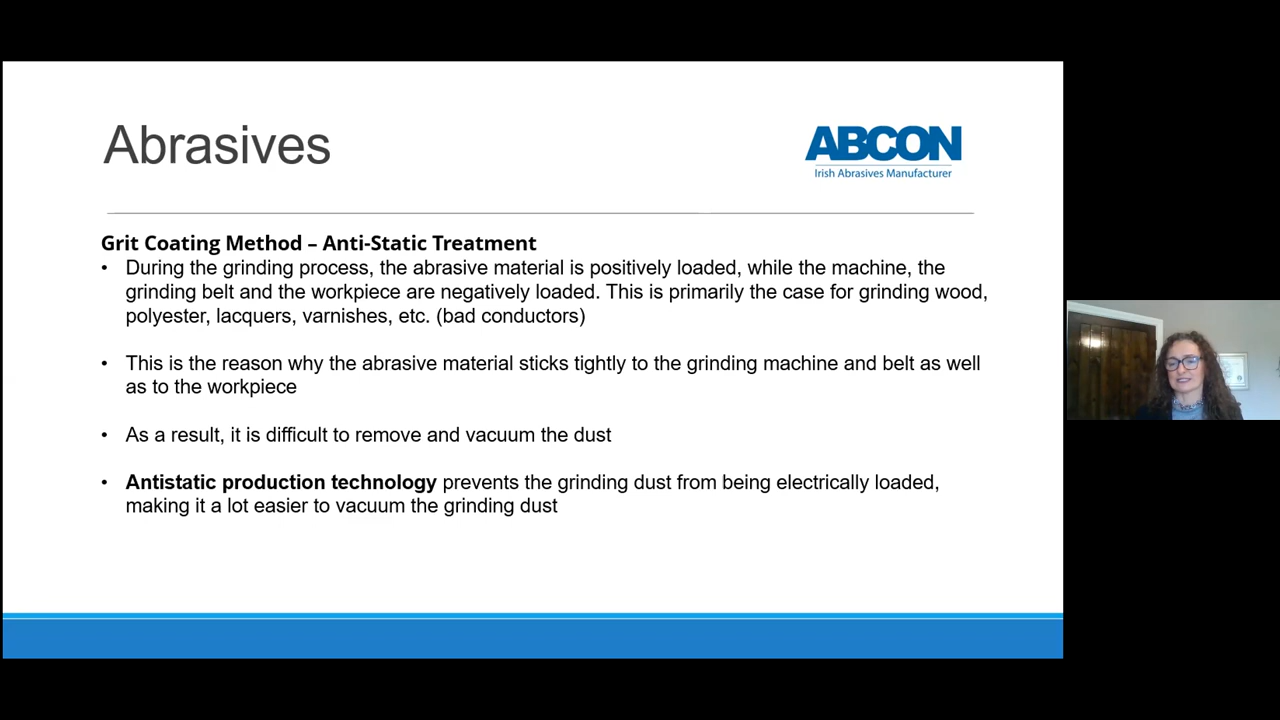 Abrasives
ABCON
Irish Abrasives Manufacturer
Grit Coating Method – Anti-Static Treatment
• During the grinding process, the abrasive material is positively loaded, while the machine, the
grinding belt and the workpiece are negatively loaded. This is primarily the case for grinding wood,
polyester, lacquers, varnishes, etc. (bad conductors)
• This is the reason why the abrasive material sticks tightly to the grinding machine and belt as well
as to the workpiece
• As a result, it is difficult to remove and vacuum the dust
• Antistatic production technology prevents the grinding dust from being electrically loaded,
making it a lot easier to vacuum the grinding dust